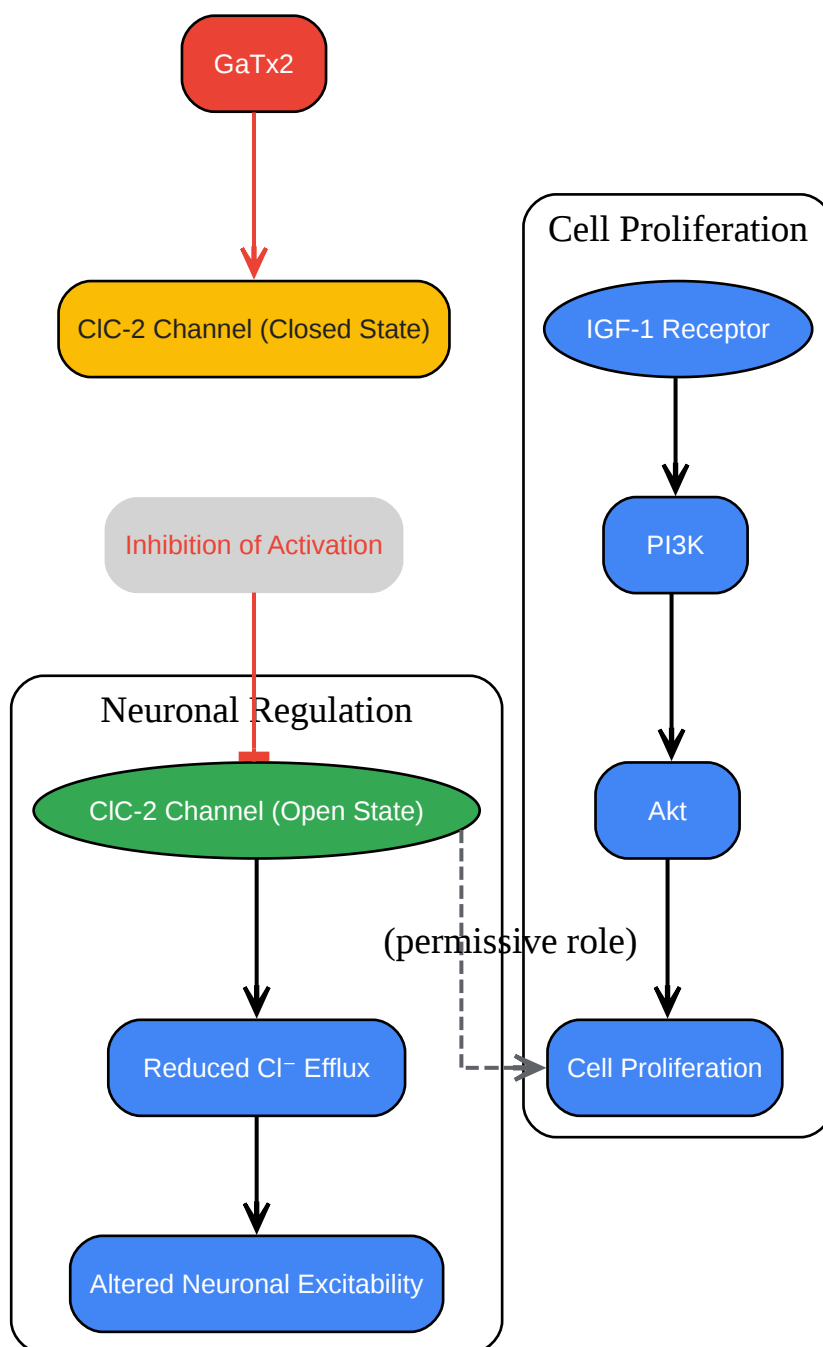 GaTx2
ClC-2 Channel (Closed State)
Inhibition of Activation
Neuronal Regulation
ClC-2 Channel (Open State)
(permissive role)
Reduced Cl⁻ Efflux
Altered Neuronal Excitability
Cell Proliferation
IGF-1 Receptor
PI3K
Akt
Cell Proliferation